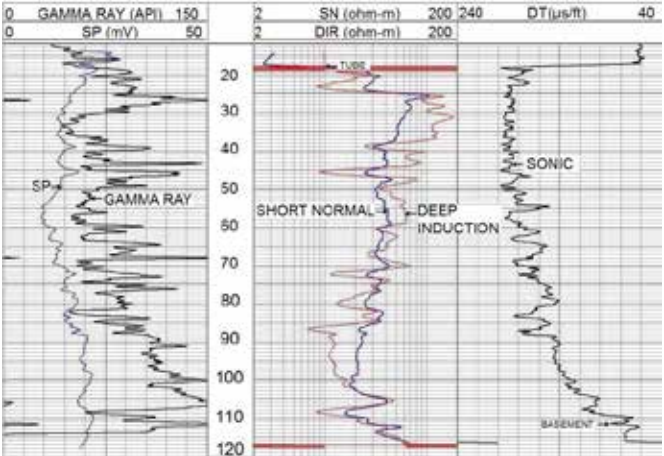 0 GAMMA RAY (API) 150 2 SN (ohm-m) 200 240 DT(µs/ft) 40
0 SP (mV) 50 2 DIR (ohm-m) 200
TUBE
20
30
40
SONIC
SP
50
GAMMA RAY
SHORT NORMAL DEEP INDUCTION
60
70
80
90
100
110
BASEMENT
120